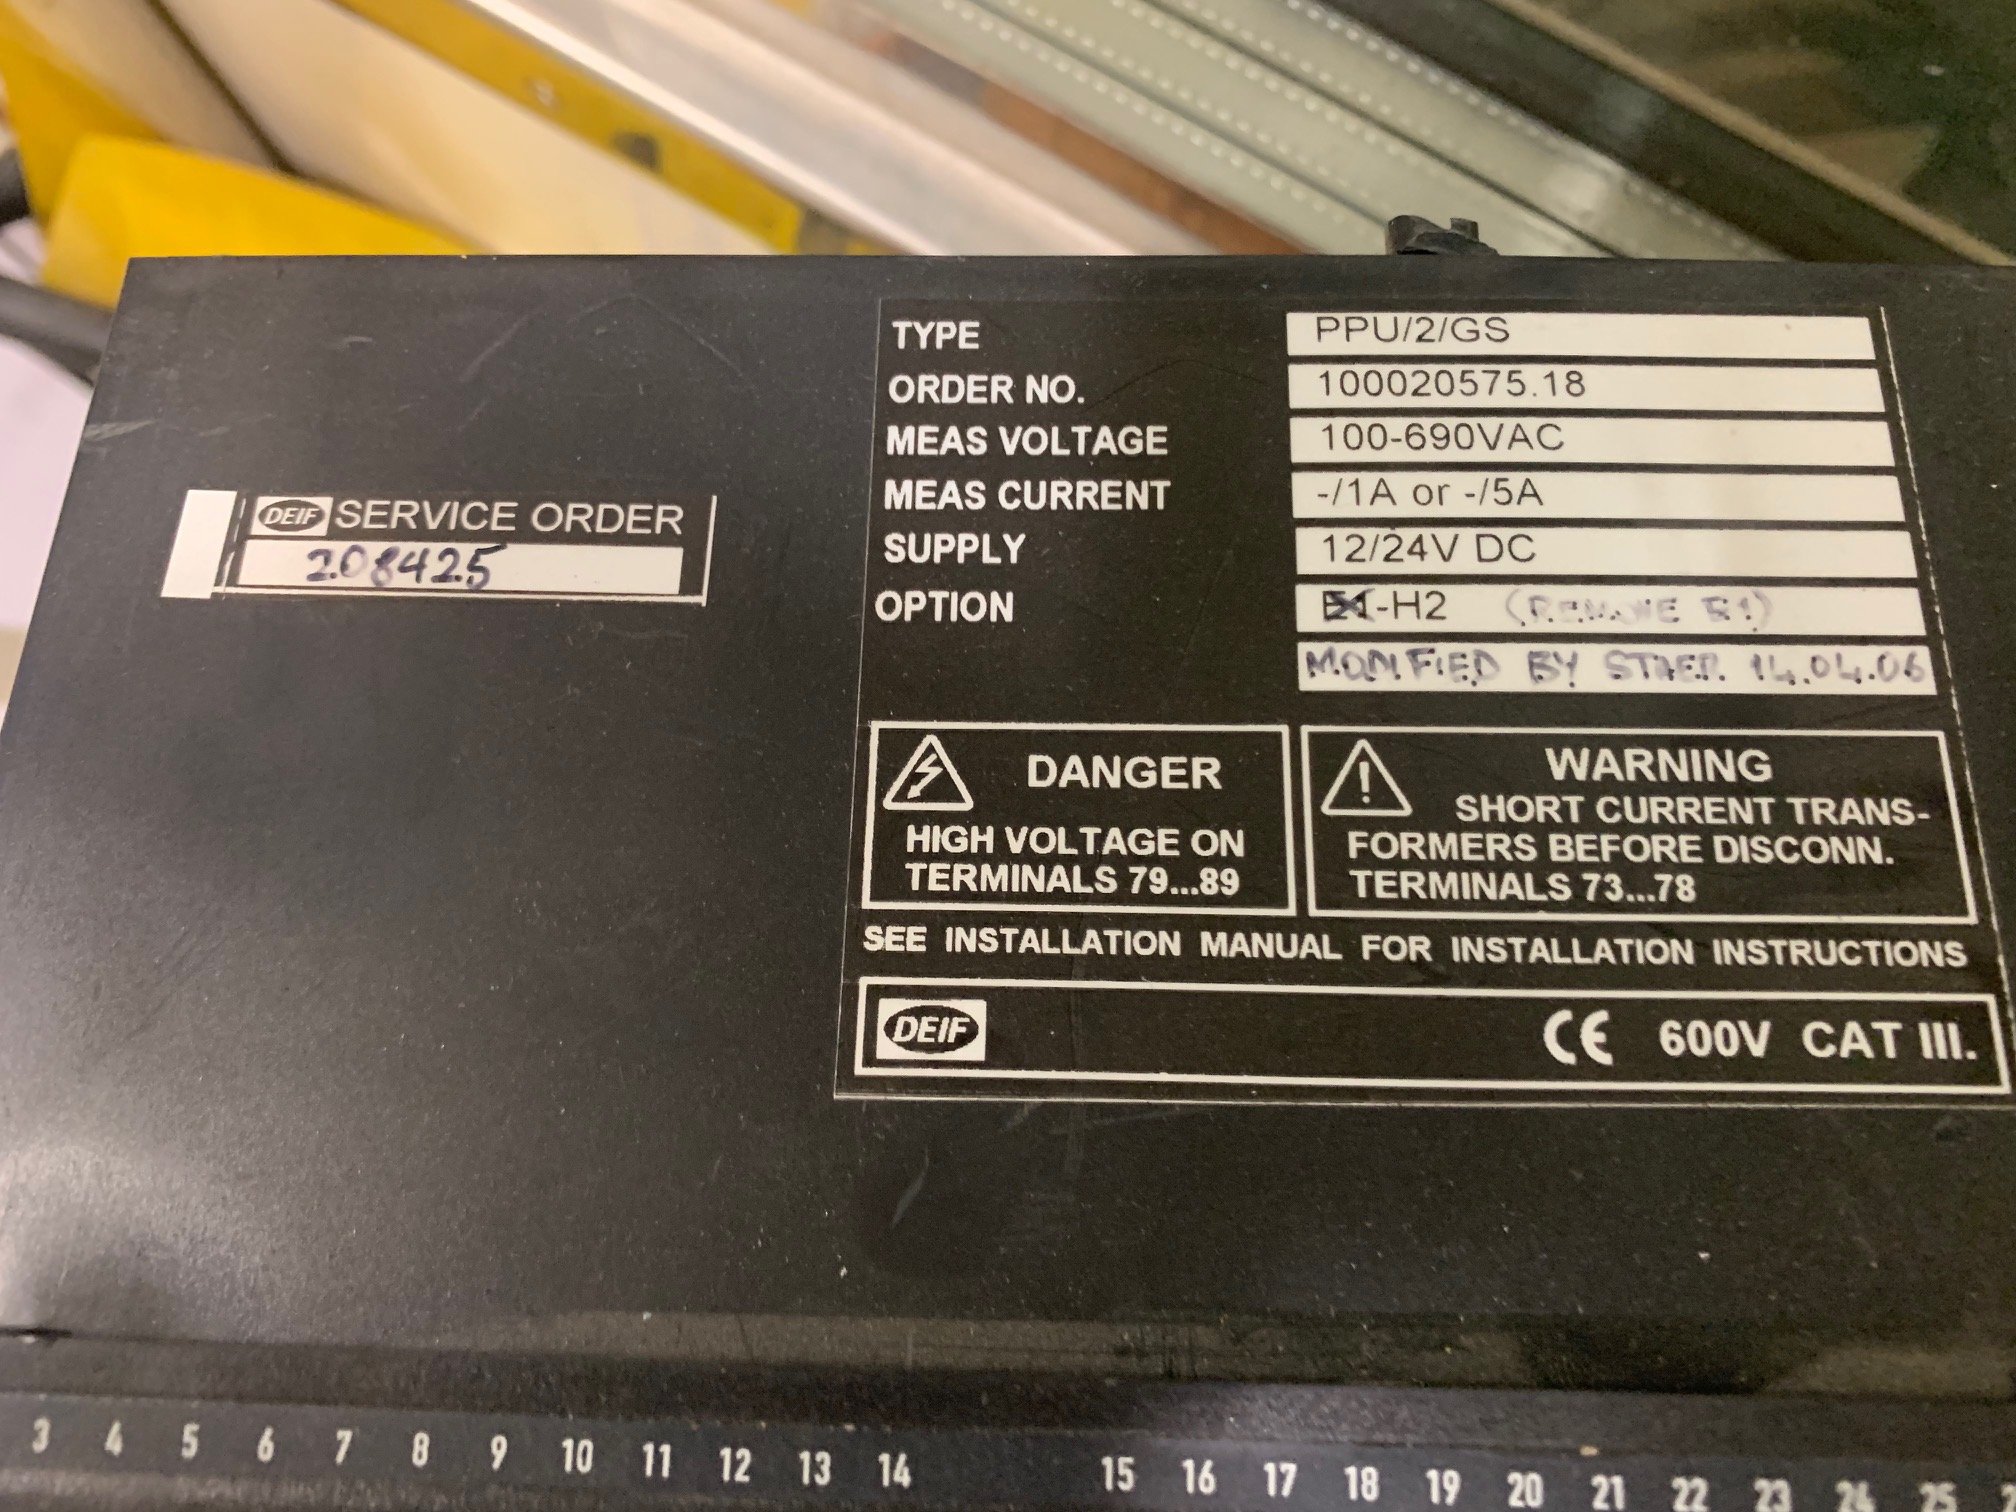 TYPE PPU/2/GS
ORDER NO. 100020575.18
MEAS VOLTAGE 100-690VAC
MEAS CURRENT -/1A or -/5A
SUPPLY 12/24V DC
OPTION -H2 (REMOVE E1)
MODIFIED BY 14.04.06
DEIF SERVICE ORDER
208425
DANGER
HIGH VOLTAGE ON
TERMINALS 79...89
WARNING
SHORT CURRENT TRANS-
FORMERS BEFORE DISCONN.
TERMINALS 73...78
SEE INSTALLATION MANUAL FOR INSTALLATION INSTRUCTIONS
DEIF CE 600V CAT III.
3 4 5 6 7 8 9 10 11 12 13 14 15 16 17 18 19 20 21 22 23 24 25